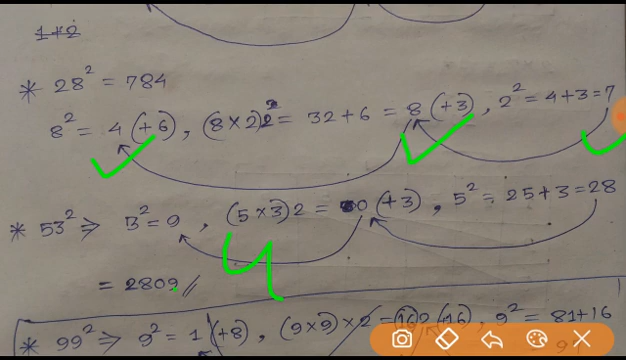 1+2
* 28² = 784
8² = 4 (+6), (8×2)2 = 32+6 = 8 (+3), 2² = 4+3=7
* 53² ⇒ 3² = 9, (5×3)2 = 30 (+3), 5² = 25+3=28
= 2809//
* 99² ⇒ 9² = 1 (+8), (9×9)×2 = (+16), 9² = 81+16